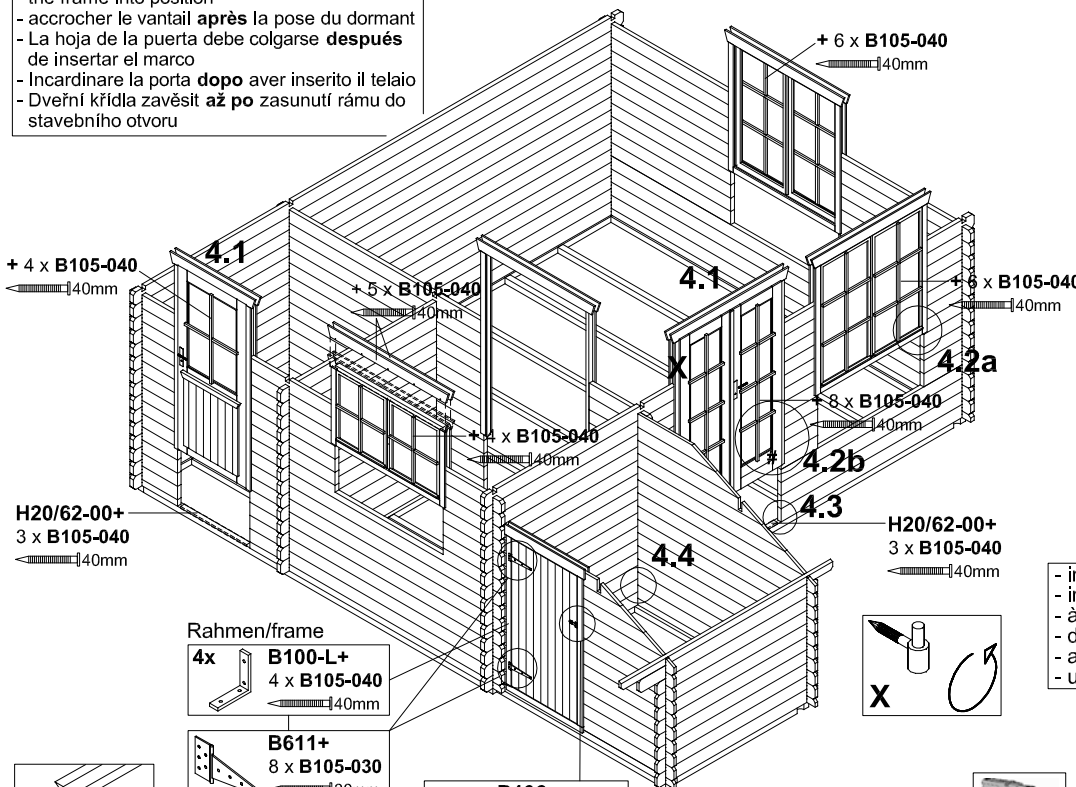 the frame into position
- accrocher le vantail après la pose du dormant
- La hoja de la puerta debe colgarse después
de insertar el marco
- Incardinare la porta dopo aver inserito il telaio
- Dveřní křídla zavěsit až po zasunutí rámu do
stavebního otvoru
+ 6 x B105-040
40mm
4.1
+ 4 x B105-040
40mm
+ 5 x B105-040
40mm
4.1
+ 6 x B105-040
40mm
4.2a
X
+ 8 x B105-040
40mm
+ 4 x B105-040
40mm
#
4.2b
4.3
H20/62-00+
3 x B105-040
40mm
H20/62-00+
3 x B105-040
40mm
4.4
Rahmen/frame
4x
B100-L+
4 x B105-040
40mm
X
B611+
8 x B105-030
- à